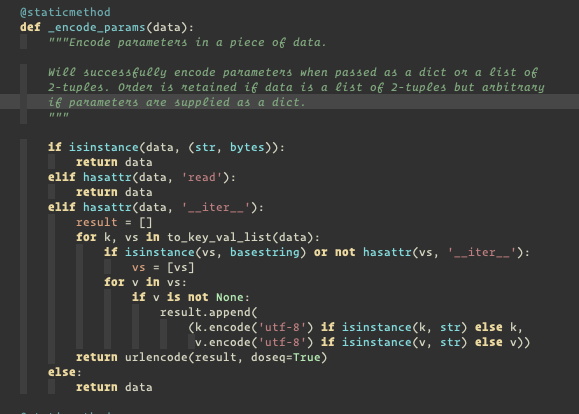 @staticmethod
def _encode_params(data):
"""Encode parameters in a piece of data.
Will successfully encode parameters when passed as a dict or a list of
2-tuples. Order is retained if data is a list of 2-tuples but arbitrary
if parameters are supplied as a dict.
"""
if isinstance(data, (str, bytes)):
return data
elif hasattr(data, 'read'):
return data
elif hasattr(data, '__iter__'):
result = []
for k, vs in to_key_val_list(data):
if isinstance(vs, basestring) or not hasattr(vs, '__iter__'):
vs = [vs]
for v in vs:
if v is not None:
result.append(
(k.encode('utf-8') if isinstance(k, str) else k,
v.encode('utf-8') if isinstance(v, str) else v))
return urlencode(result, doseq=True)
else:
return data